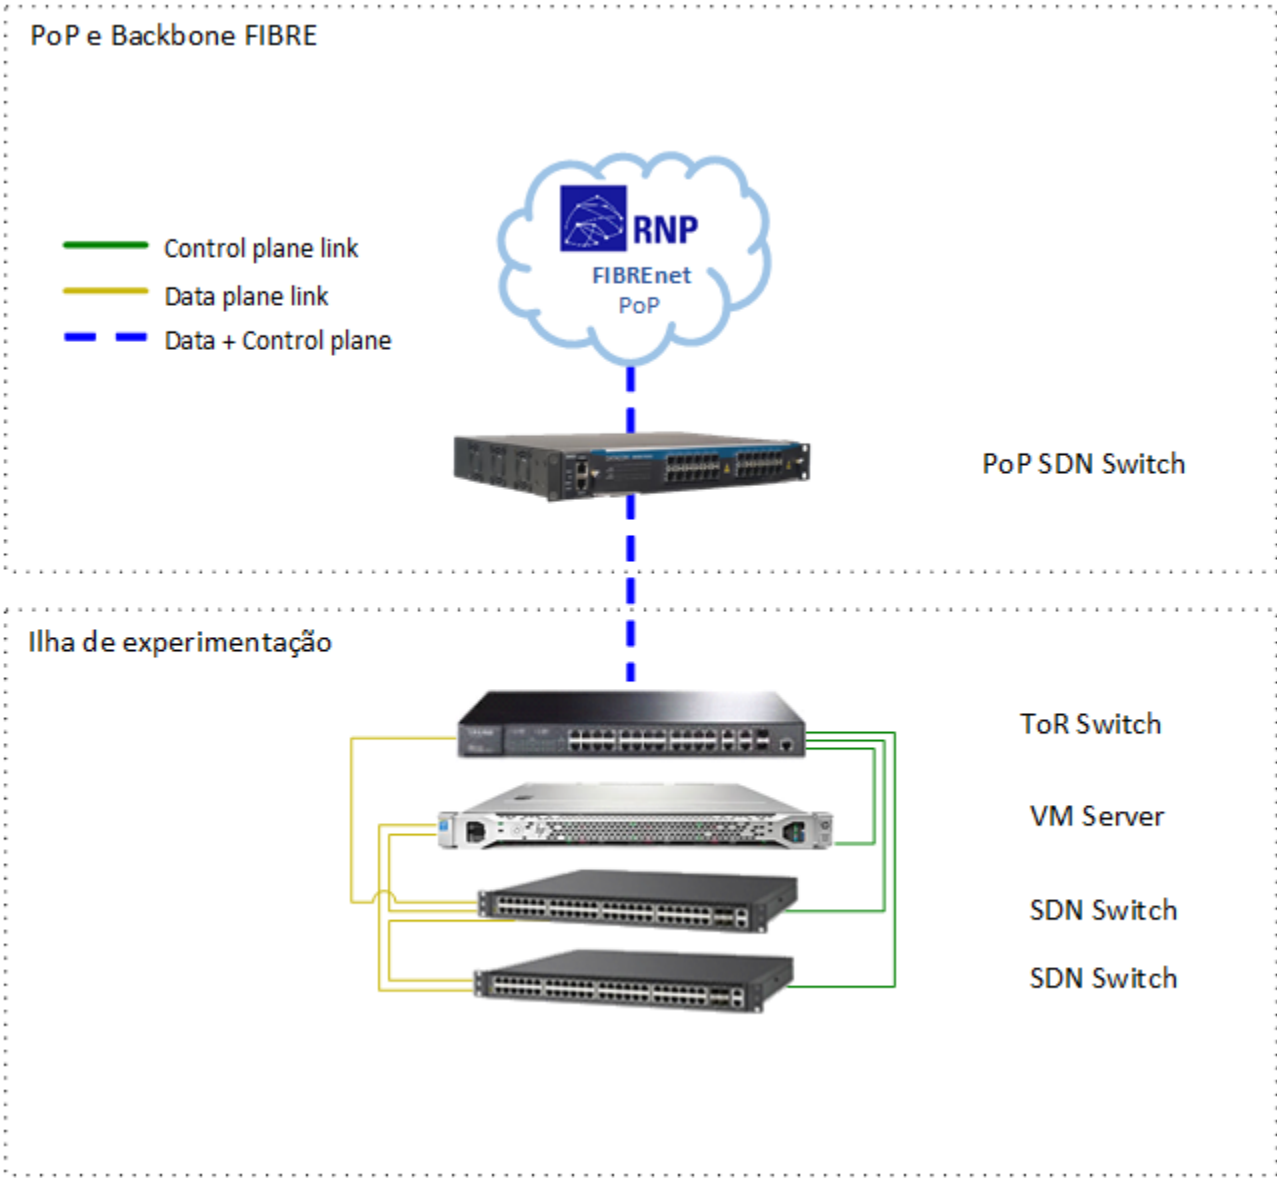 PoP e Backbone FIBRE
RNP
FIBREnet
PoP
Control plane link
Data plane link
Data + Control plane
PoP SDN Switch
Ilha de experimentação
ToR Switch
VM Server
SDN Switch
SDN Switch